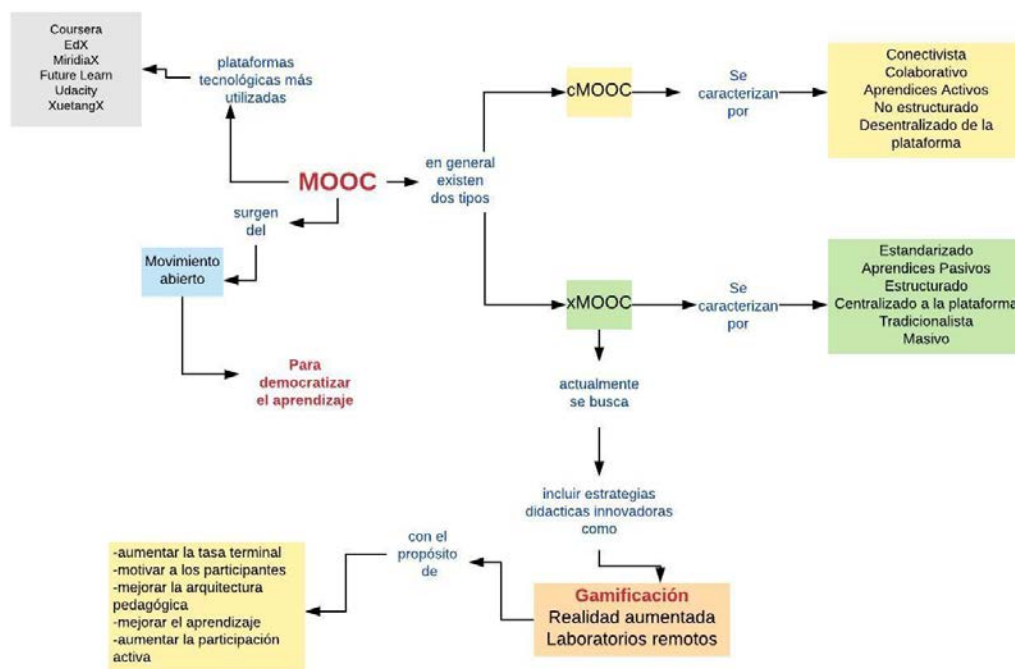 Coursera
EdX
MiridiaX
Future Learn
Udacity
XuetangX
plataformas
tecnológicas más
utilizadas
MOOC
en general
existen
dos tipos
cMOOC
Se
caracterizan
por
Conectivista
Colaborativo
Aprendices Activos
No estructurado
Desentralizado de la
plataforma
surgen
del
Movimiento
abierto
Para
democratizar
el aprendizaje
xMOOC
Se
caracterizan
por
Estandarizado
Aprendices Pasivos
Estructurado
Centralizado a la plataforma
Tradicionalista
Masivo
actualmente
se busca
incluir estrategias
didacticas innovadoras
como
Gamificación
Realidad aumentada
Laboratorios remotos
con el
propósito
de
-aumentar la tasa terminal
-motivar a los participantes
-mejorar la arquitectura
pedagógica
-mejorar el aprendizaje
-aumentar la participación
activa